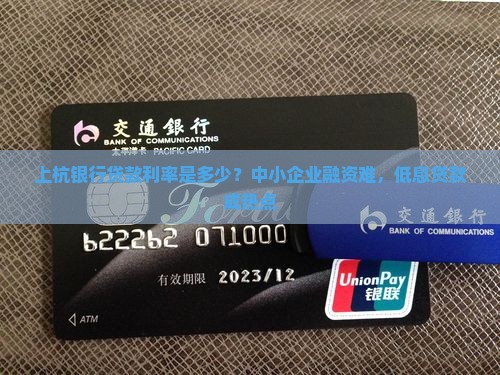 交通銀行
BANK OF COMMUNICATIONS
太平洋卡 PACIFIC CARD
上杭银行贷款利率是多少？中小企业融资难，低息贷款
成热点
交通銀行
BANK OF COMMUNICATIONS
622262 071000
有效期限 2023/12
UnionPay
银联
ATM